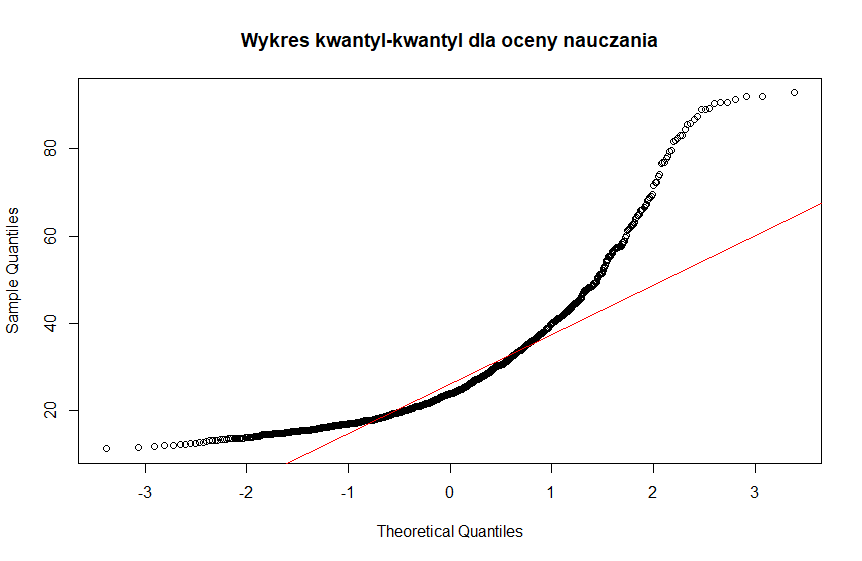 Wykres kwantyl-kwantyl dla oceny nauczania
Sample Quantiles
80
60
40
20
-3 -2 -1 0 1 2 3
Theoretical Quantiles